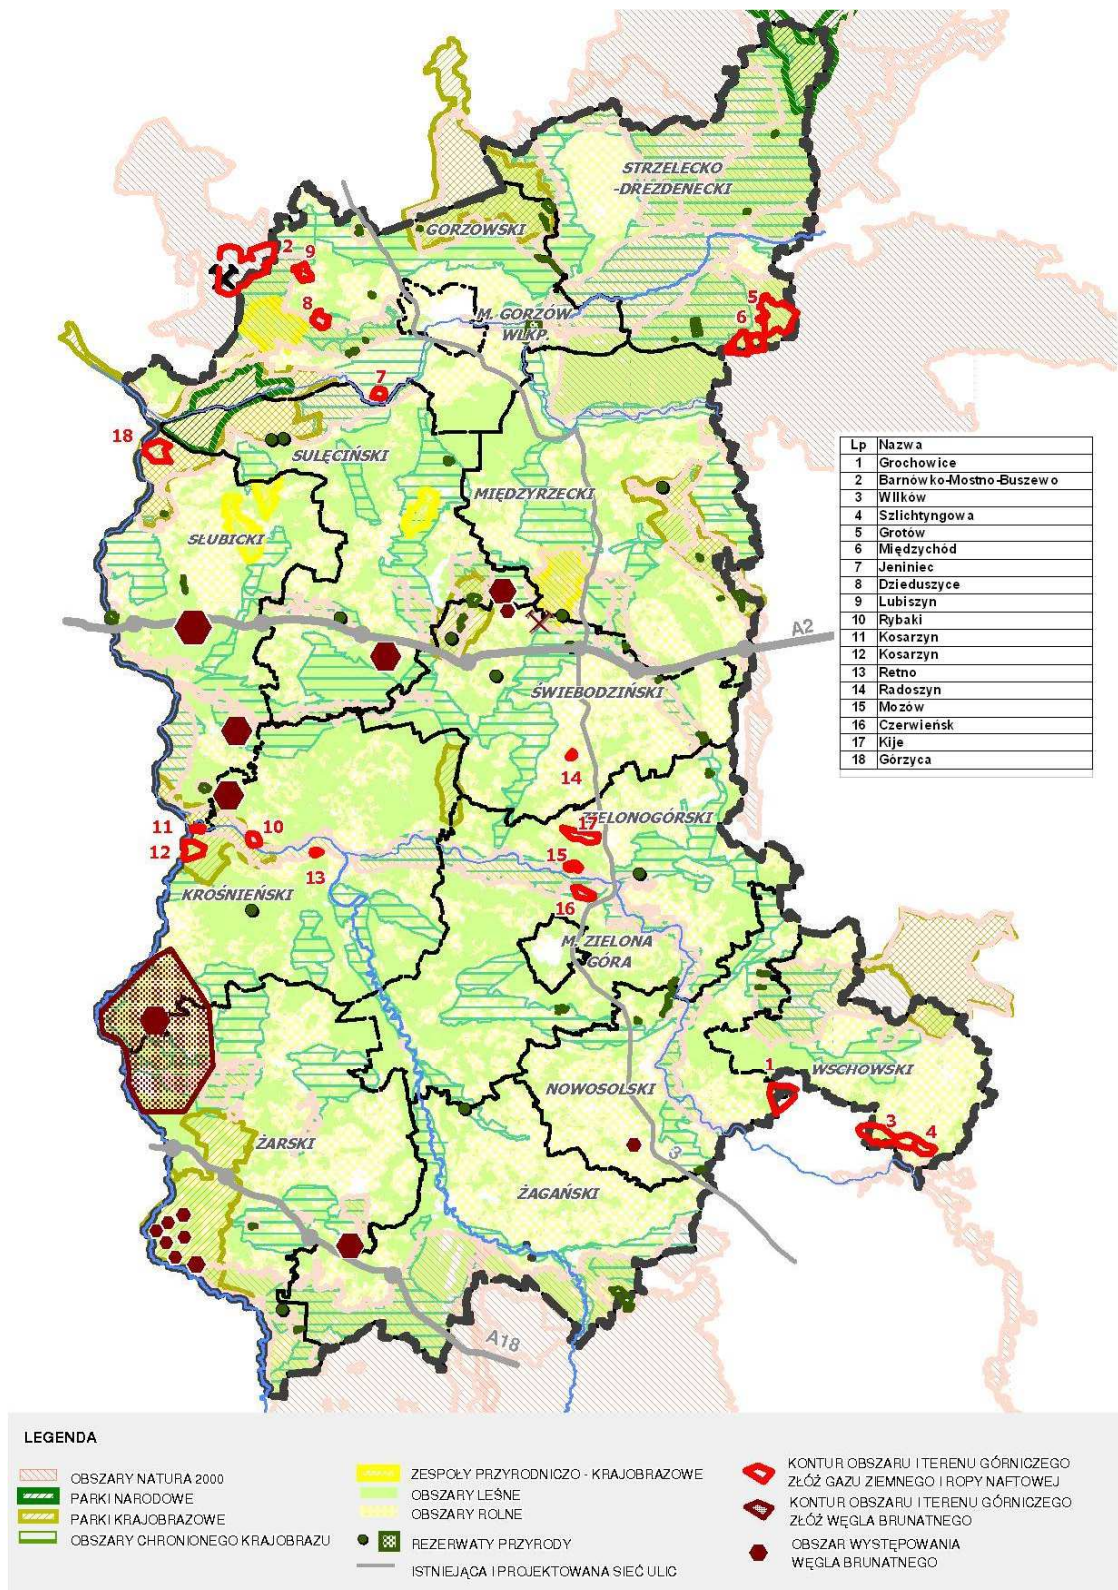 STRZELECKO
-DREZDENECKI
GORZOWSKI
2
9
8
5
6
M. GORZÓW
WLKP.
7
18
SULĘCIŃSKI
MIĘDZYRZECKI
SŁUBICKI
A2
ŚWIEBODZIŃSKI
14
ZIELONOGÓRSKI
17
11
10
12
13
15
16
KROŚNIEŃSKI
M. ZIELONA
GÓRA
WSCHOWSKI
1
NOWOSOLSKI
3
4
ŻARSKI
3
ŻAGAŃSKI
A18
Lp Nazwa
1 Grochowice
2 Barnówko-Mostno-Buszewo
3 Wilków
4 Szlichtyngowa
5 Grotów
6 Międzychód
7 Jeniniec
8 Dzieduszyce
9 Lubiszyn
10 Rybaki
11 Kosarzyn
12 Kosarzyn
13 Retno
14 Radoszyn
15 Mozów
16 Czerwieńsk
17 Kije
18 Górzyca
LEGENDA
OBSZARY NATURA 2000
PARKI NARODOWE
PARKI KRAJOBRAZOWE
OBSZARY CHRONIONEGO KRAJOBRAZU
ZESPOŁY PRZYRODNICZO - KRAJOBRAZOWE
OBSZARY LEŚNE
OBSZARY ROLNE
REZERWATY PRZYRODY
ISTNIEJĄCA I PROJEKTOWANA SIEĆ ULIC
KONTUR OBSZARU I TERENU GÓRNICZEGO
ZŁÓŻ GAZU ZIEMNEGO I ROPY NAFTOWEJ
KONTUR OBSZARU I TERENU GÓRNICZEGO
ZŁÓŻ WĘGLA BRUNATNEGO
OBSZAR WYSTĘPOWANIA
WĘGLA BRUNATNEGO